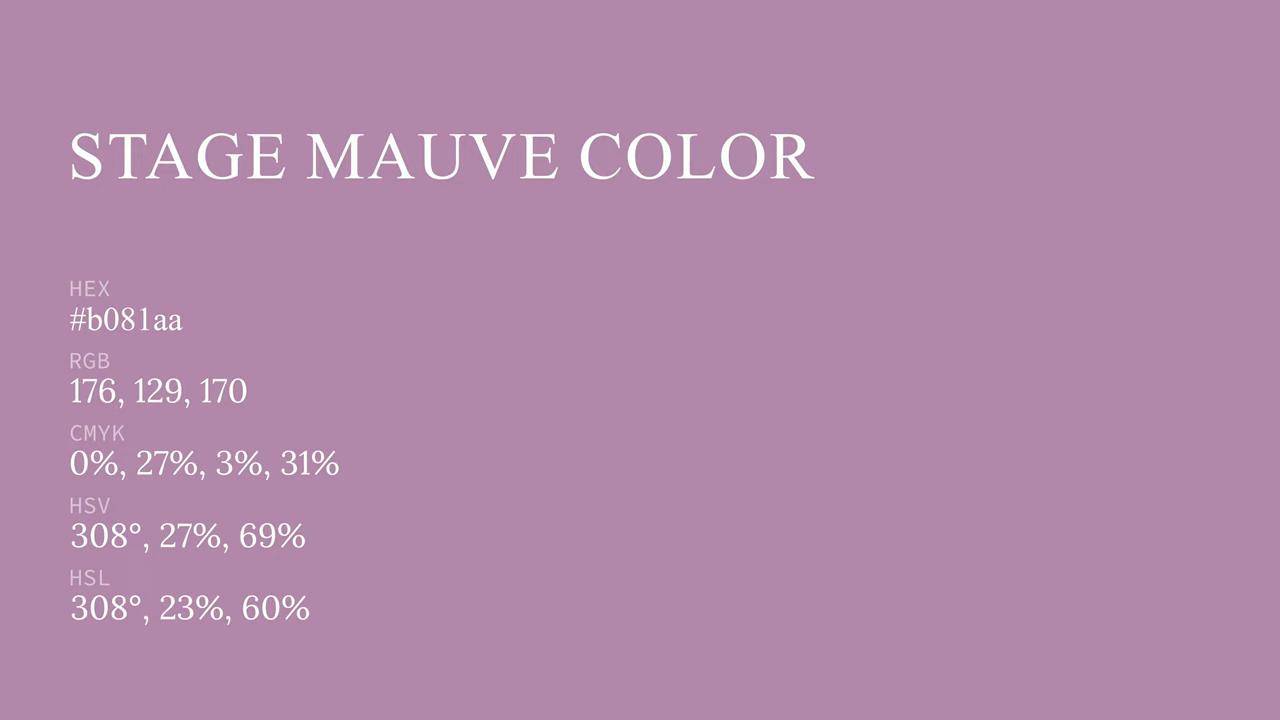 STAGE MAUVE COLOR
HEX
#b081aa
RGB
176, 129, 170
CMYK
0%, 27%, 3%, 31%
HSV
308°, 27%, 69%
HSL
308°, 23%, 60%